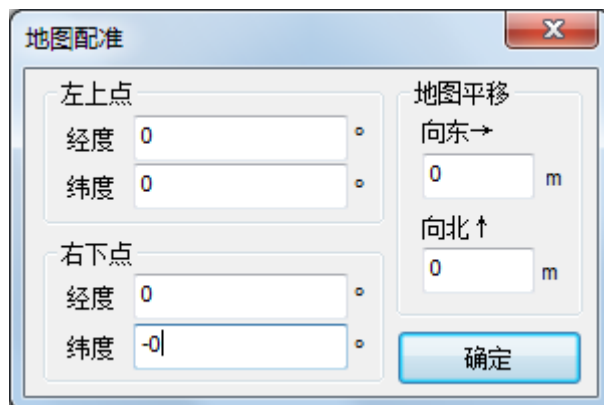 地图配准
左上点
经度 0 °
纬度 0 °
右下点
经度 0 °
纬度 -0 °
地图平移
向东→
0 m
向北↑
0 m
确定